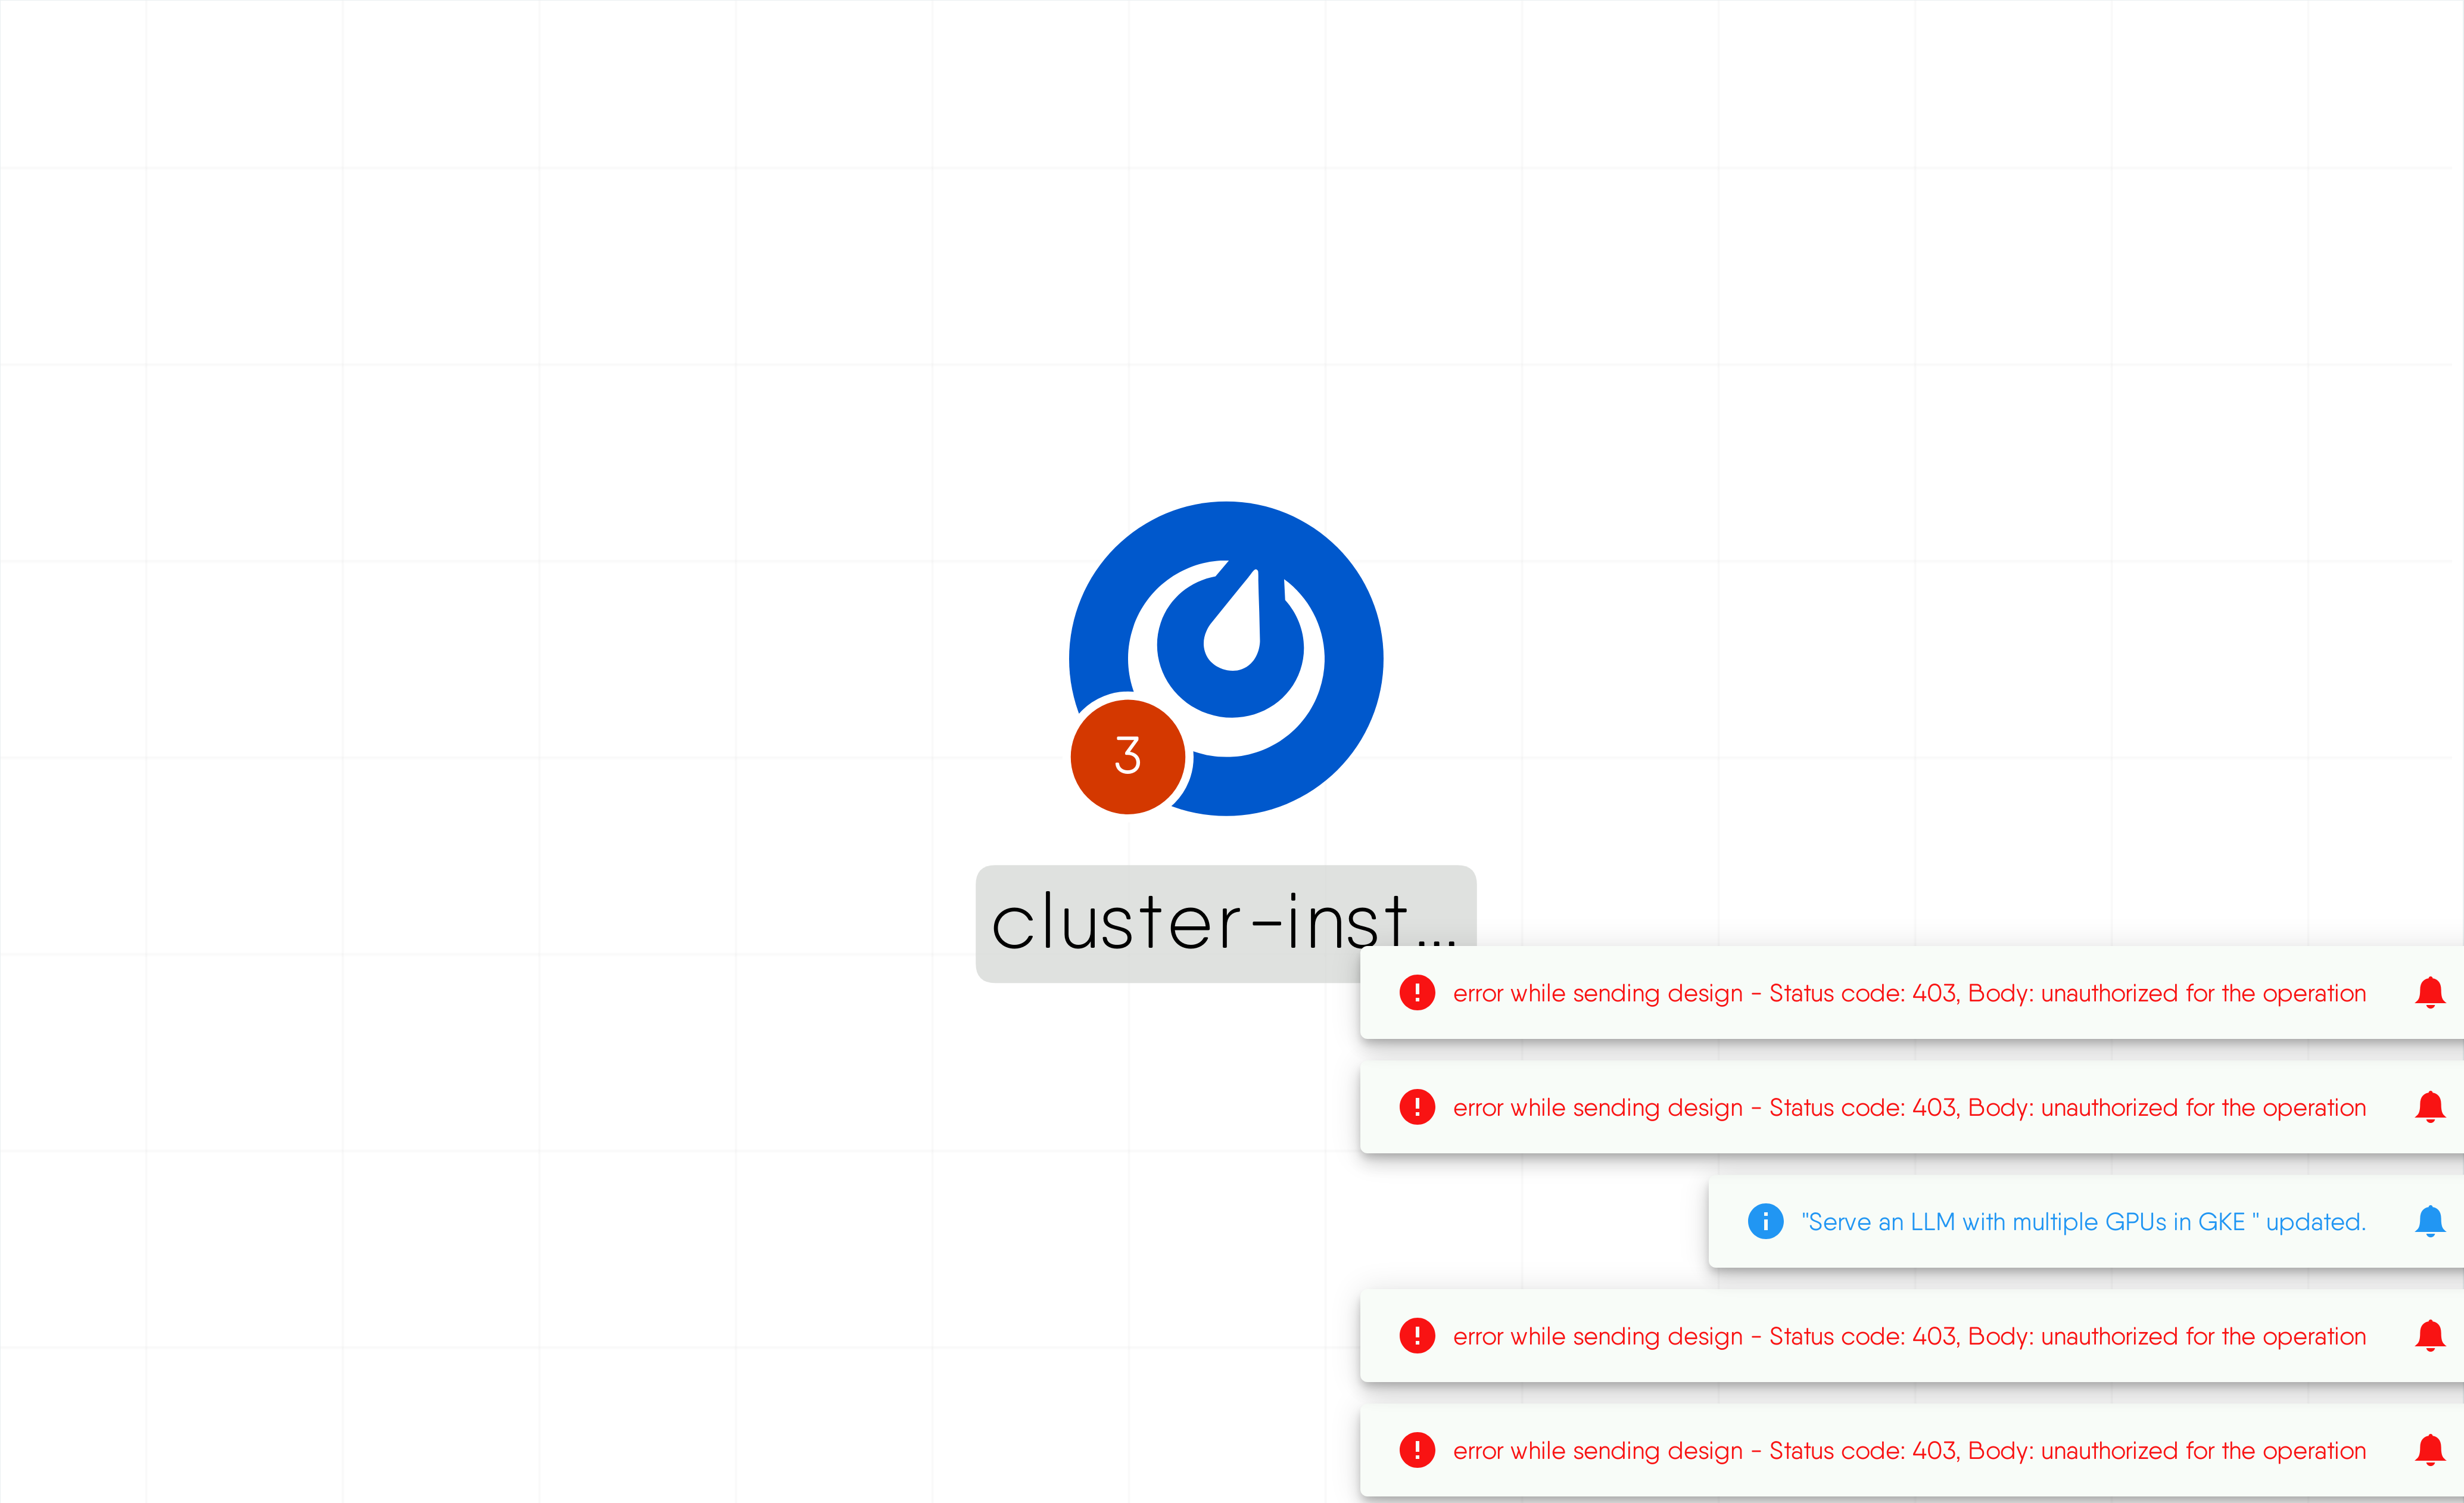 3
cluster-inst...
error while sending design - Status code: 403, Body: unauthorized for the operation
error while sending design - Status code: 403, Body: unauthorized for the operation
"Serve an LLM with multiple GPUs in GKE " updated.
error while sending design - Status code: 403, Body: unauthorized for the operation
error while sending design - Status code: 403, Body: unauthorized for the operation